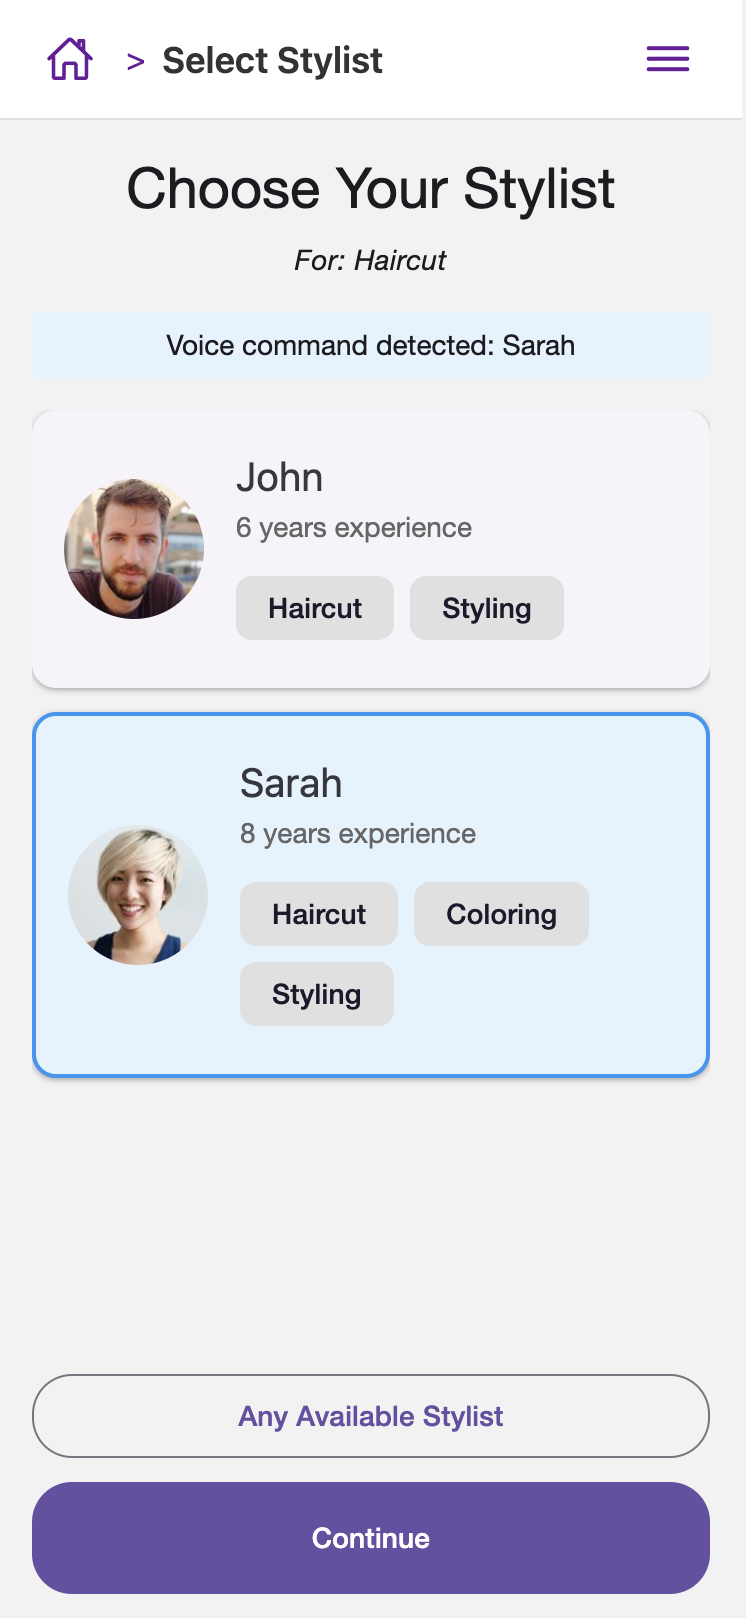 > Select Stylist
Choose Your Stylist
For: Haircut
Voice command detected: Sarah
John
6 years experience
Haircut Styling
Sarah
8 years experience
Haircut Coloring
Styling
Any Available Stylist
Continue